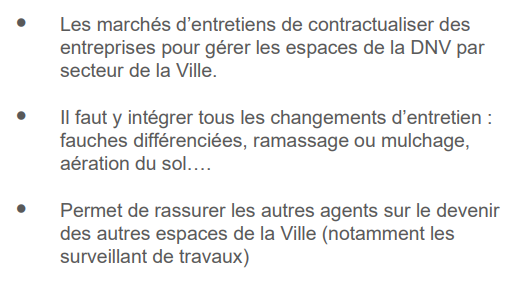 ● Les marchés d’entretiens de contractualiser des
entreprises pour gérer les espaces de la DNV par
secteur de la Ville.
● Il faut y intégrer tous les changements d’entretien :
fauches différenciées, ramassage ou mulchage,
aération du sol….
● Permet de rassurer les autres agents sur le devenir
des autres espaces de la Ville (notamment les
surveillant de travaux)